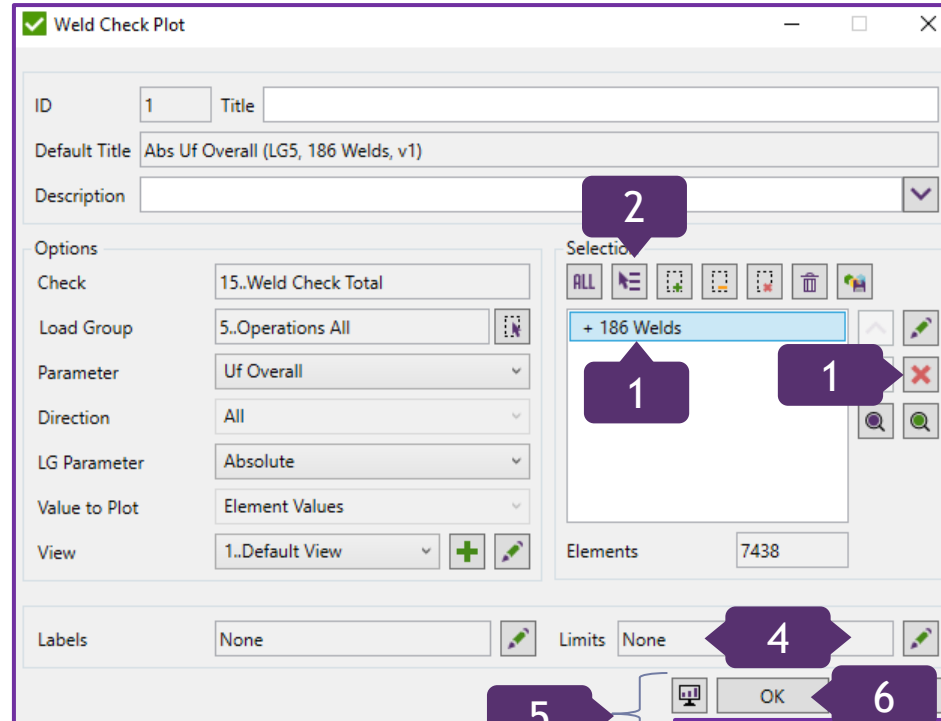 Weld Check Plot
ID 1 Title
Default Title Abs Uf Overall (LG5, 186 Welds, v1)
Description
2
Options
Selection
Check 15..Weld Check Total
ALL
Load Group 5..Operations All
+ 186 Welds
Parameter Uf Overall
1
1
Direction All
LG Parameter Absolute
Value to Plot Element Values
View 1..Default View
Elements 7438
Labels None
Limits None
4
5
OK
6